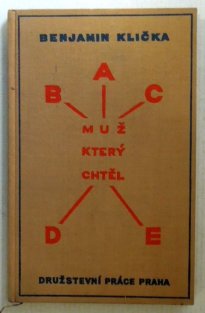 BENJAMIN KLIČKA
A
B C
MUŽ
KTERÝ
CHTĚL
D E
DRUŽSTEVNÍ PRÁCE PRAHA